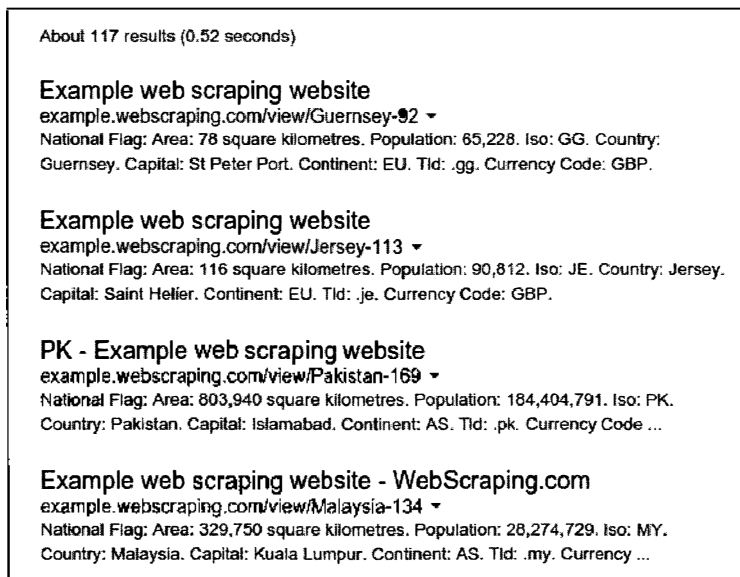 About 117 results (0.52 seconds)
Example web scraping website
example.webscraping.com/view/Guernsey-92
National Flag: Area: 78 square kilometres. Population: 65,228. Iso: GG. Country:
Guernsey. Capital: St Peter Port. Continent: EU. Tld: .gg. Currency Code: GBP.
Example web scraping website
example.webscraping.com/view/Jersey-113
National Flag: Area: 116 square kilometres. Population: 90,812. Iso: JE. Country: Jersey.
Capital: Saint Helier. Continent: EU. Tld: .je. Currency Code: GBP.
PK - Example web scraping website
example.webscraping.com/view/Pakistan-169
National Flag: Area: 803,940 square kilometres. Population: 184,404,791. Iso: PK.
Country: Pakistan. Capital: Islamabad. Continent: AS. Tld: .pk. Currency Code ...
Example web scraping website - WebScraping.com
example.webscraping.com/view/Malaysia-134
National Flag: Area: 329,750 square kilometres. Population: 28,274,729. Iso: MY.
Country: Malaysia. Capital: Kuala Lumpur. Continent: AS. Tld: .my. Currency ...